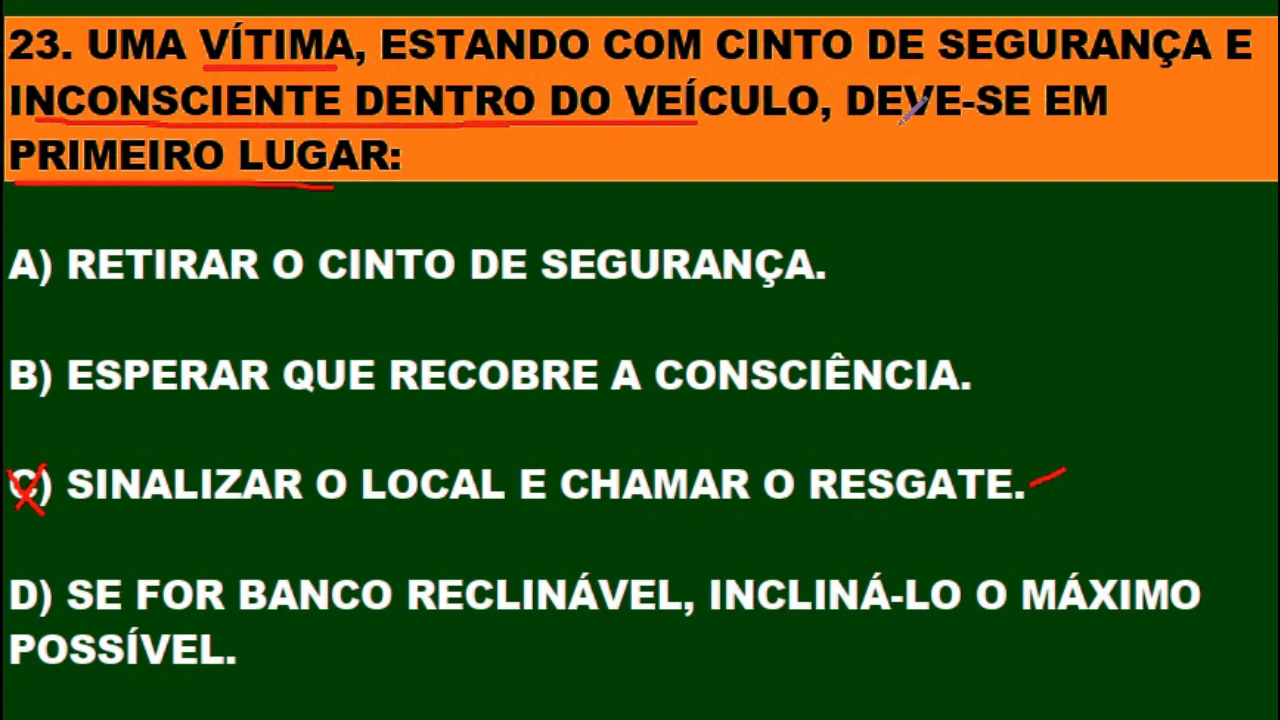 23. UMA VÍTIMA, ESTANDO COM CINTO DE SEGURANÇA E
INCONSCIENTE DENTRO DO VEÍCULO, DEVE-SE EM
PRIMEIRO LUGAR:
A) RETIRAR O CINTO DE SEGURANÇA.
B) ESPERAR QUE RECOBRE A CONSCIÊNCIA.
C) SINALIZAR O LOCAL E CHAMAR O RESGATE.
D) SE FOR BANCO RECLINÁVEL, INCLINÁ-LO O MÁXIMO
POSSÍVEL.